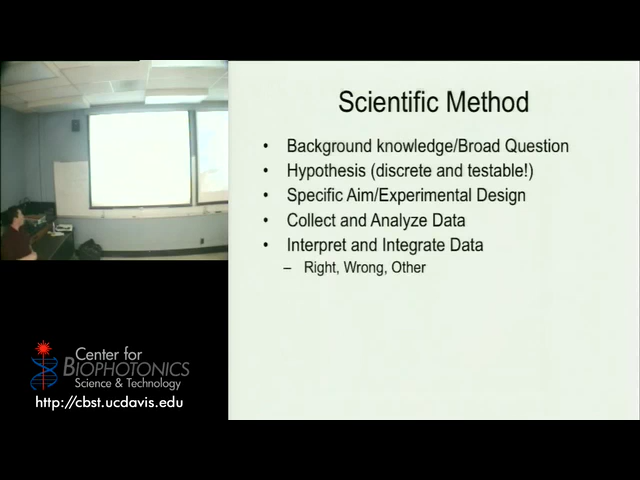 Scientific Method
• Background knowledge/Broad Question
• Hypothesis (discrete and testable!)
• Specific Aim/Experimental Design
• Collect and Analyze Data
• Interpret and Integrate Data
– Right, Wrong, Other
Center for
BIOPHOTONICS
Science & Technology
http://cbst.ucdavis.edu